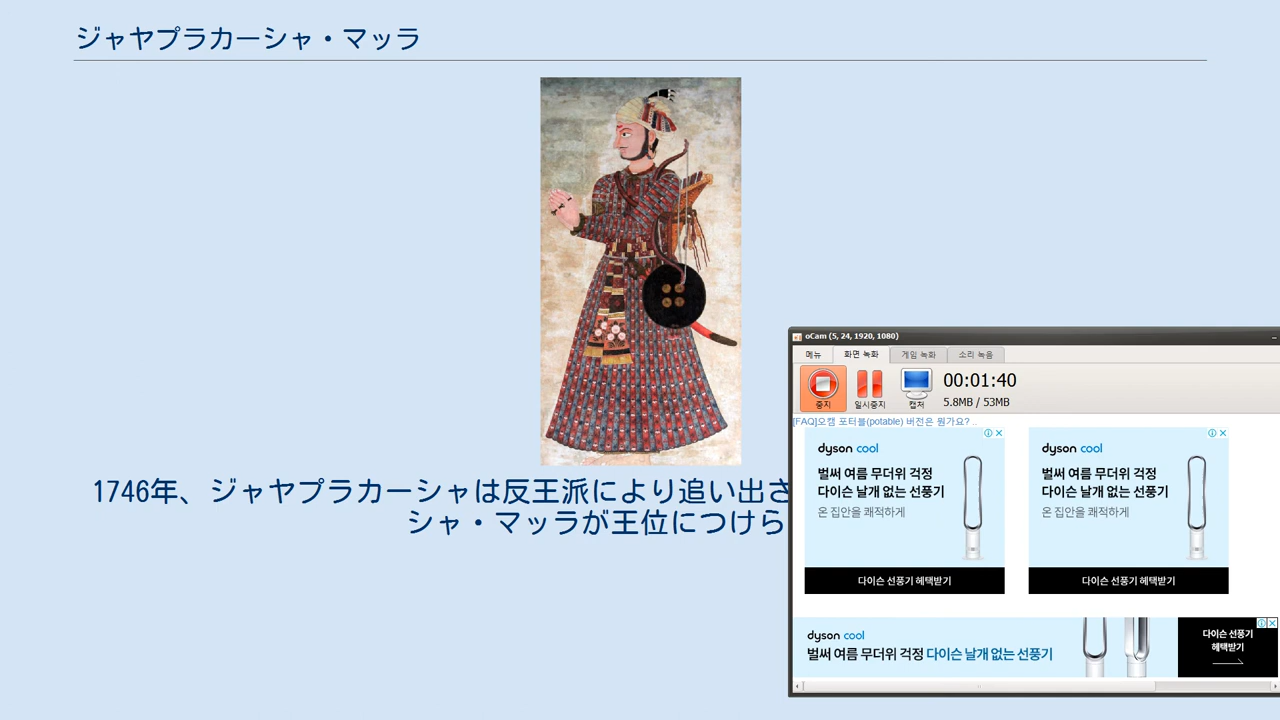 ジャヤプラカーシャ・マッラ
1746年、ジャヤプラカーシャは反王派により追い出さ
シャ・マッラが王位につけら
oCam (5, 24, 1920, 1080)
메뉴
화면 녹화
게임 녹화
소리 녹음
중지
일시중지
캡처
00:01:40
5.8MB / 53MB
[FAQ]오캠 포터블(potable) 버전은 뭔가요? ..
dyson cool
벌써 여름 무더위 걱정
다이슨 날개 없는 선풍기
온 집안을 쾌적하게
다이슨 선풍기 혜택받기
dyson cool
벌써 여름 무더위 걱정
다이슨 날개 없는 선풍기
온 집안을 쾌적하게
다이슨 선풍기 혜택받기
dyson cool
벌써 여름 무더위 걱정 다이슨 날개 없는 선풍기
다이슨 선풍기
혜택받기